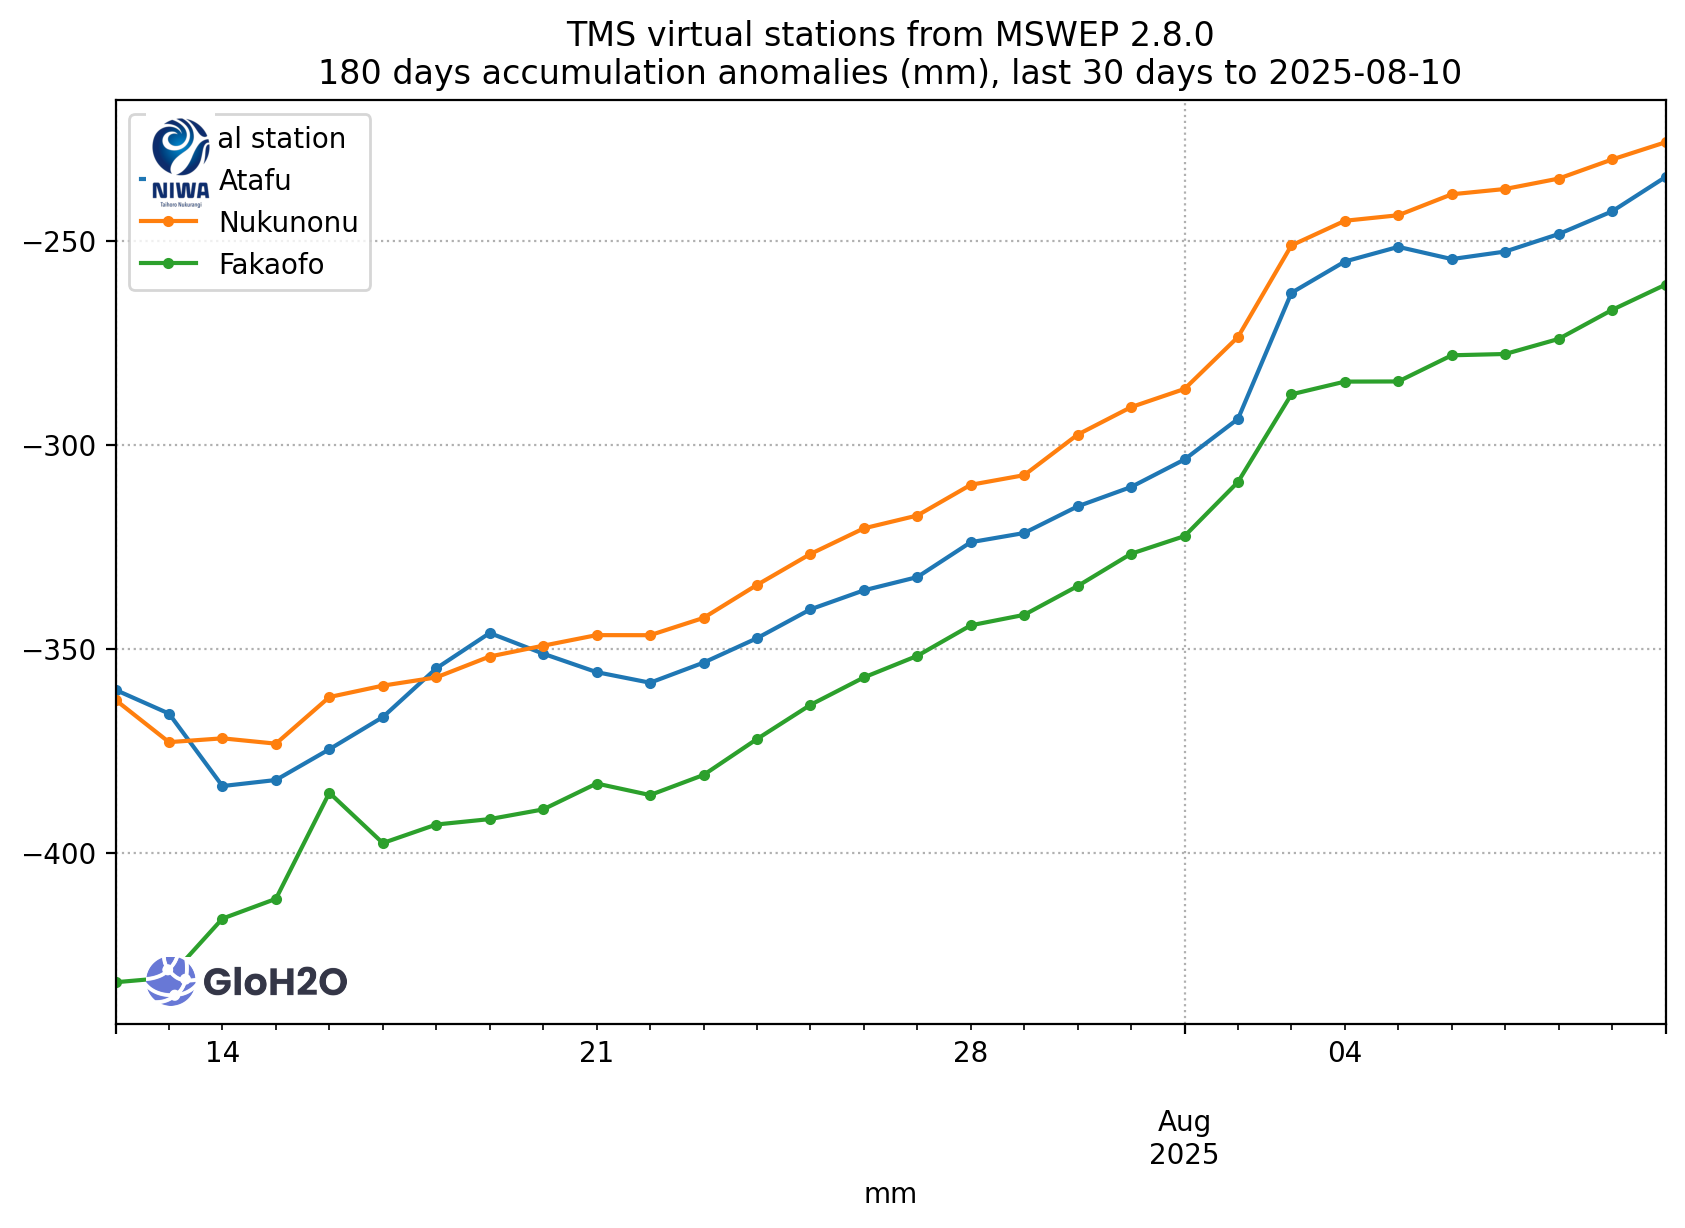 TMS virtual stations from MSWEP 2.8.0
180 days accumulation anomalies (mm), last 30 days to 2025-08-10
al station
NIWA
Taihoro Nukurangi
Atafu
Nukunonu
Fakaofo
−250
−300
−350
−400
GloH2O
14 21 28 04
Aug
2025
mm